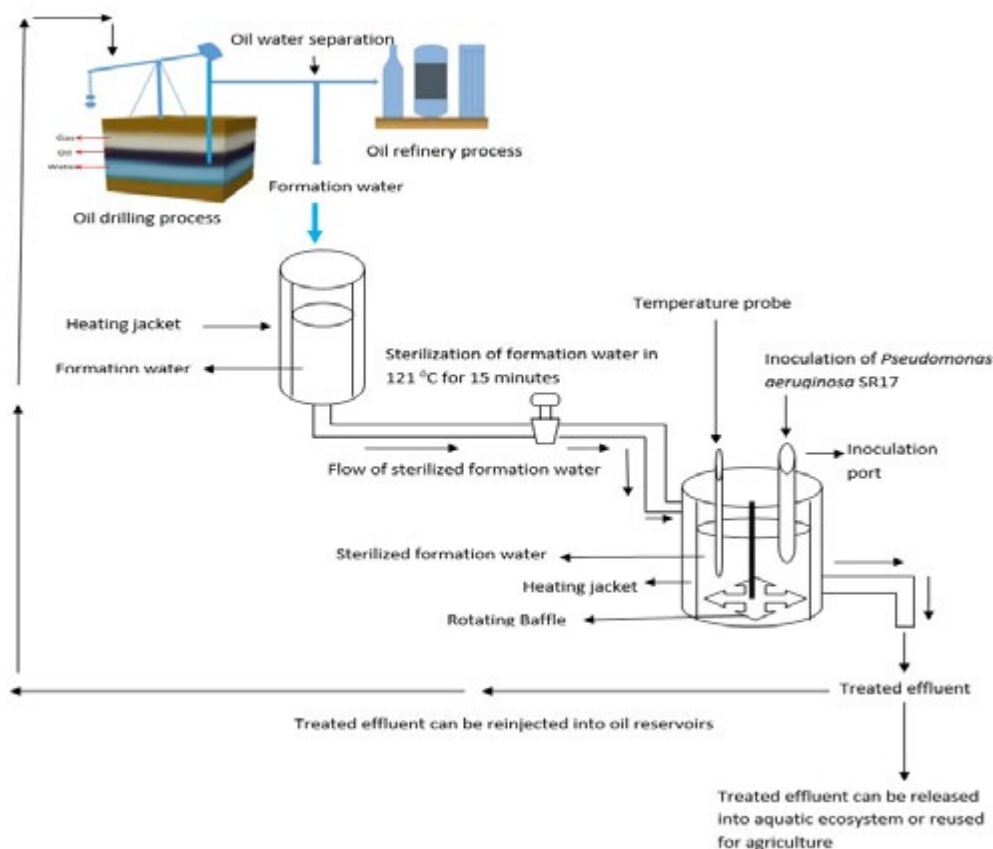 Oil water separation
Gas
Oil
Water
Oil refinery process
Formation water
Oil drilling process
Temperature probe
Heating jacket
Sterilization of formation water in
121 °C for 15 minutes
Inoculation of Pseudomonas
aeruginosa SR17
Formation water
Inoculation
port
Flow of sterilized formation water
Sterilized formation water
Heating jacket
Rotating Baffle
Treated effluent
Treated effluent can be reinjected into oil reservoirs
Treated effluent can be released
into aquatic ecosystem or reused
for agriculture